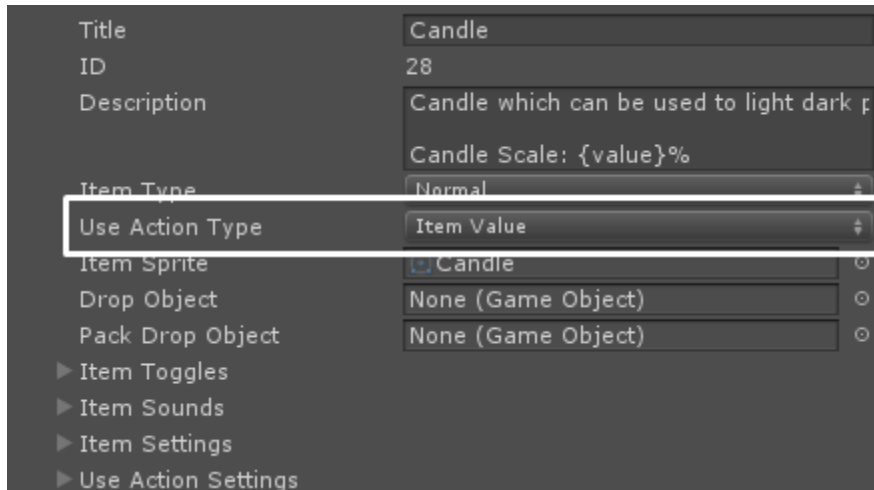 Title Candle
ID 28
Description Candle which can be used to light dark
Candle Scale: {value}%
Item Type Normal
Use Action Type Item Value
Item Sprite Candle
Drop Object None (Game Object)
Pack Drop Object None (Game Object)
Item Toggles
Item Sounds
Item Settings
Use Action Settings